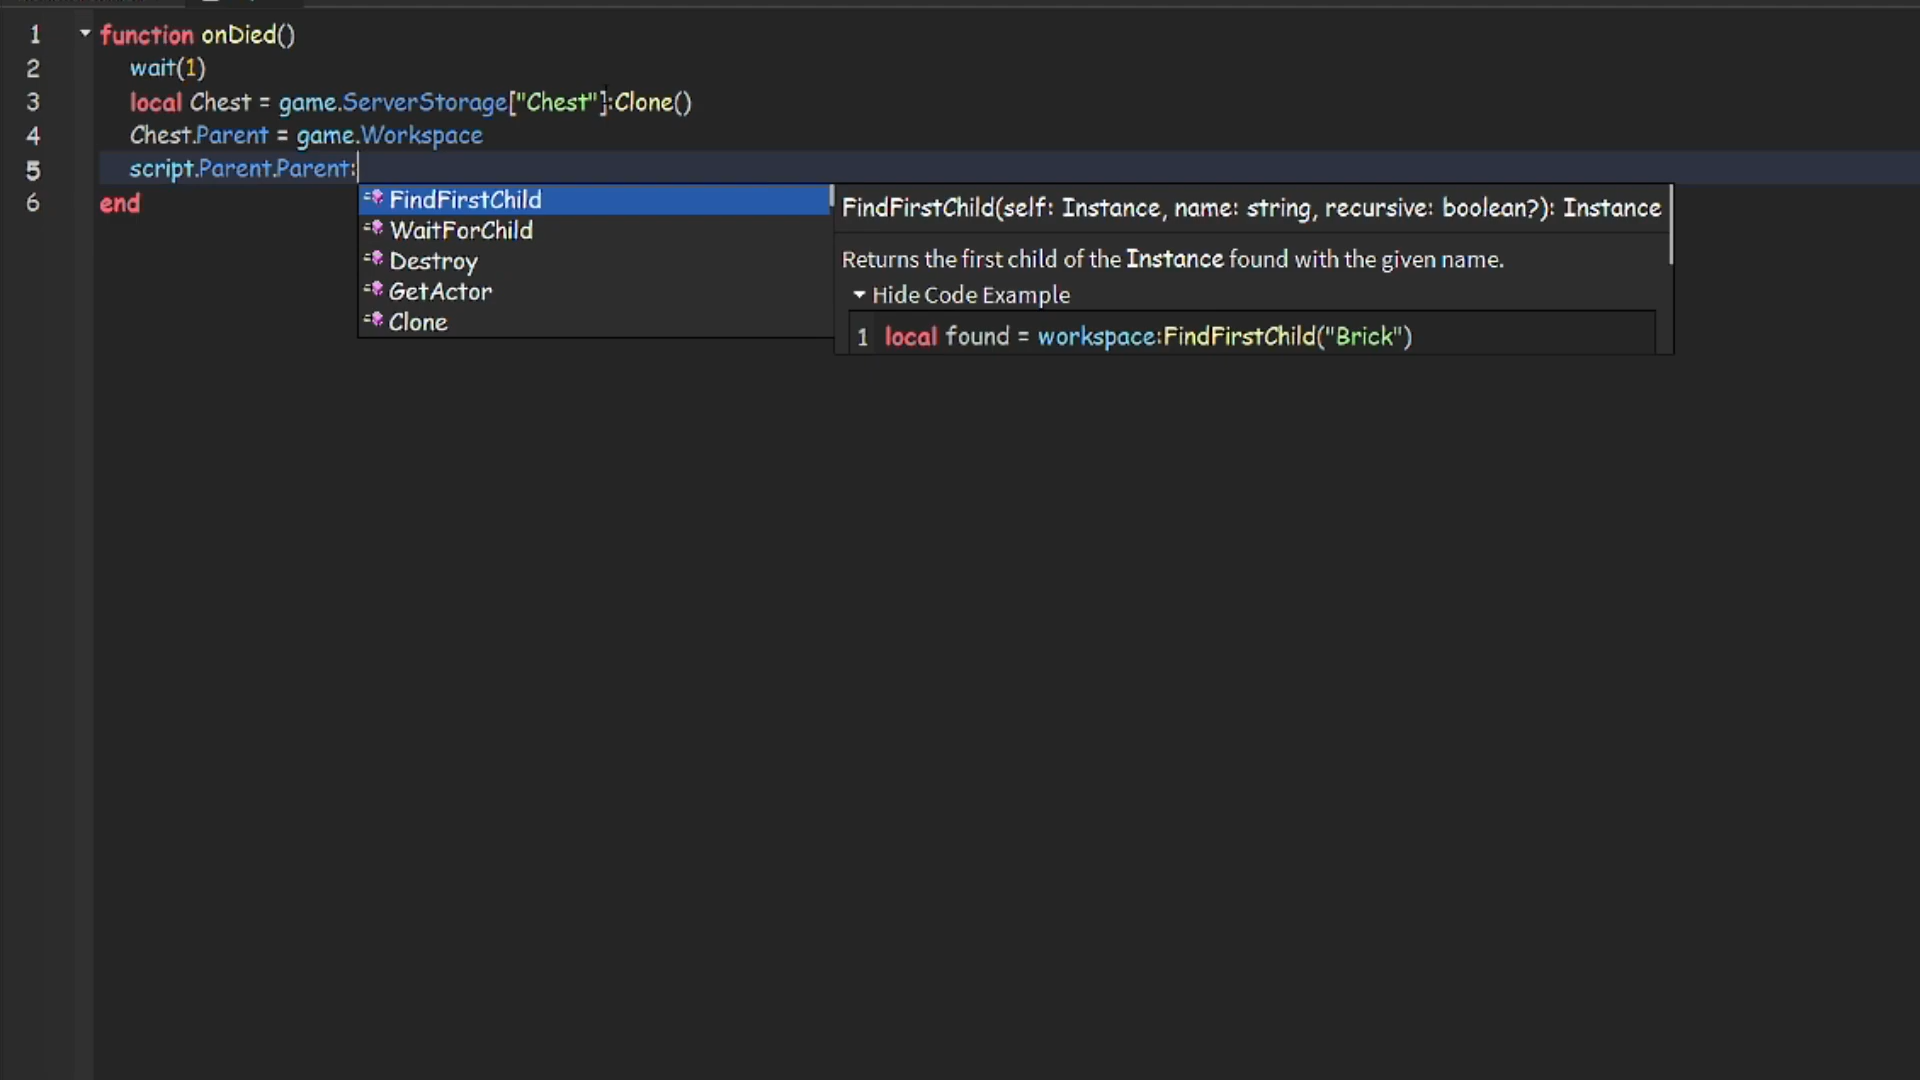 1 function onDied()
2 wait(1)
3 local Chest = game.ServerStorage["Chest"]:Clone()
4 Chest.Parent = game.Workspace
5 script.Parent.Parent:
6 end
FindFirstChild
WaitForChild
Destroy
GetActor
Clone
FindFirstChild(self: Instance, name: string, recursive: boolean?): Instance
Returns the first child of the Instance found with the given name.
Hide Code Example
1 local found = workspace:FindFirstChild("Brick")